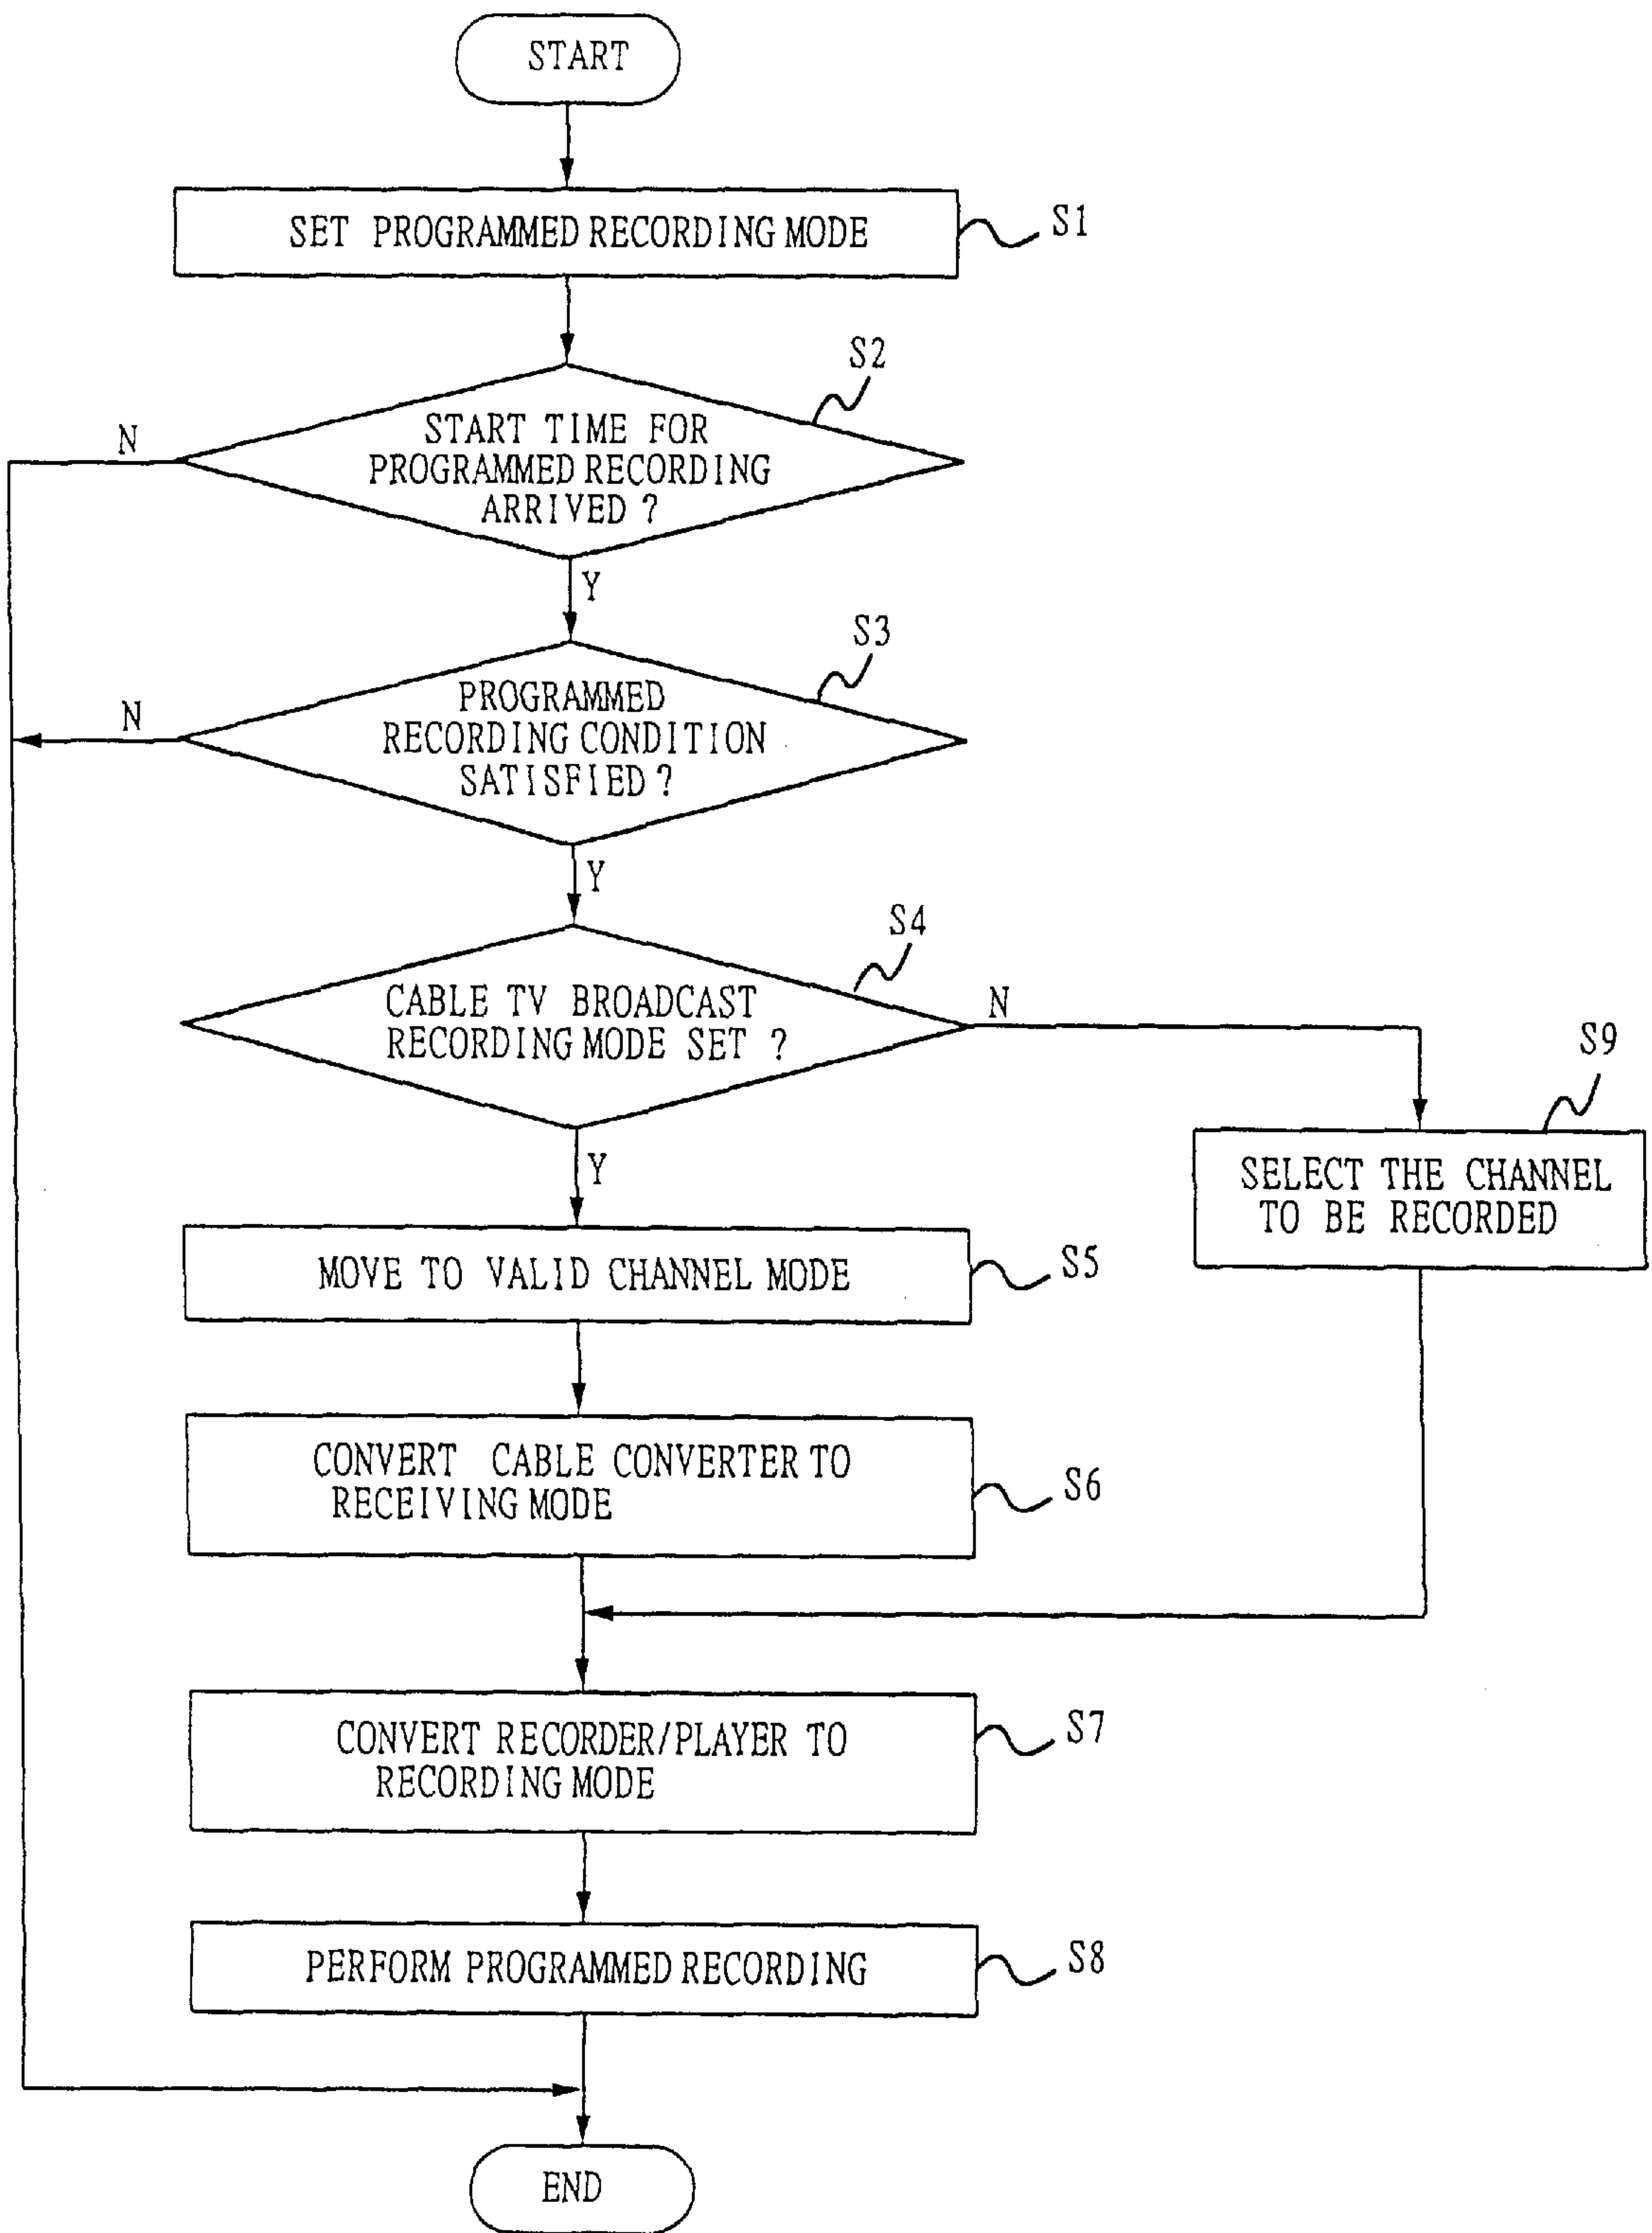 START
SET PROGRAMMED RECORDING MODE
S1
S2
START TIME FOR
PROGRAMMED RECORDING
ARRIVED ?
N
Y
S3
PROGRAMMED
RECORDING CONDITION
SATISFIED ?
N
Y
S4
CABLE TV BROADCAST
RECORDING MODE SET ?
N
Y
S9
SELECT THE CHANNEL
TO BE RECORDED
MOVE TO VALID CHANNEL MODE
S5
CONVERT CABLE CONVERTER TO
RECEIVING MODE
S6
CONVERT RECORDER/PLAYER TO
RECORDING MODE
S7
PERFORM PROGRAMMED RECORDING
S8
END